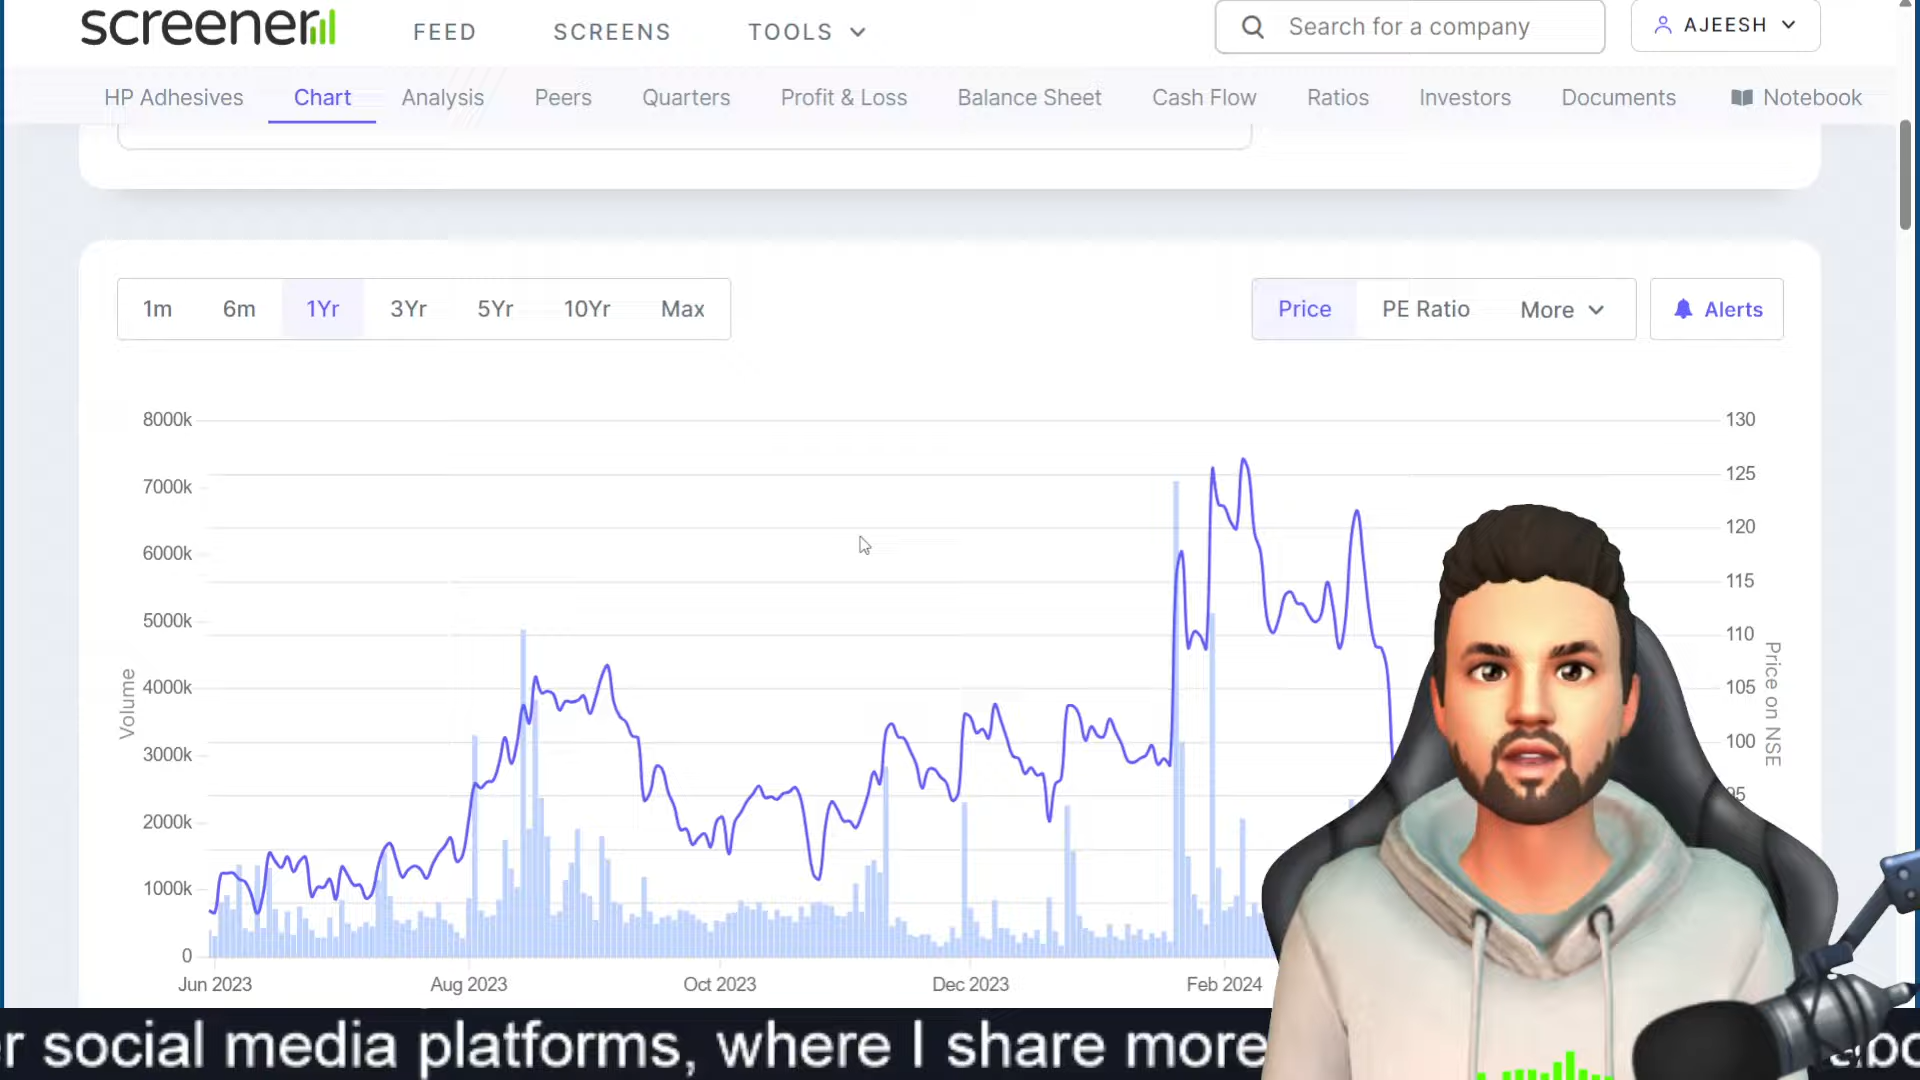 screener FEED SCREENS TOOLS Search for a company AJEESH
HP Adhesives Chart Analysis Peers Quarters Profit & Loss Balance Sheet Cash Flow Ratios Investors Documents Notebook
1m 6m 1Yr 3Yr 5Yr 10Yr Max Price PE Ratio More Alerts
8000k 130
7000k 125
6000k 120
5000k 115
4000k 110
3000k 105
2000k 100
1000k
0
Volume
Price on NSE
Jun 2023 Aug 2023 Oct 2023 Dec 2023 Feb 2024
r social media platforms, where I share more